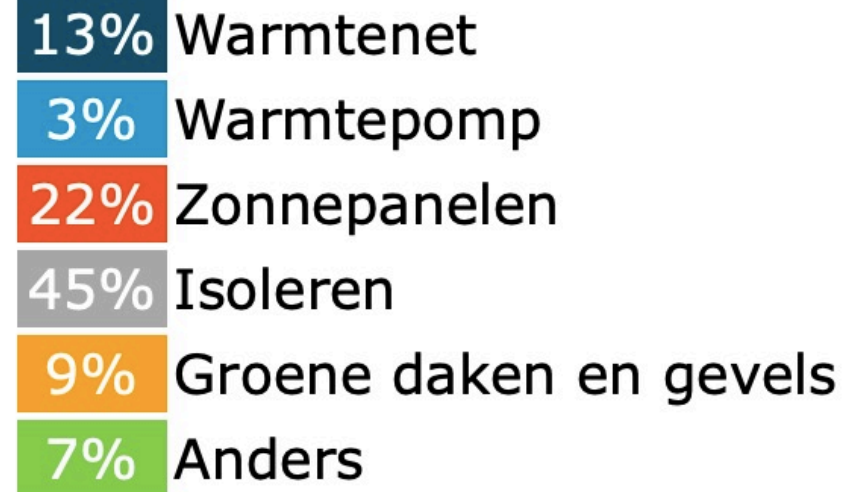 13% Warmtenet
3% Warmtepomp
22% Zonnepanelen
45% Isoleren
9% Groene daken en gevels
7% Anders